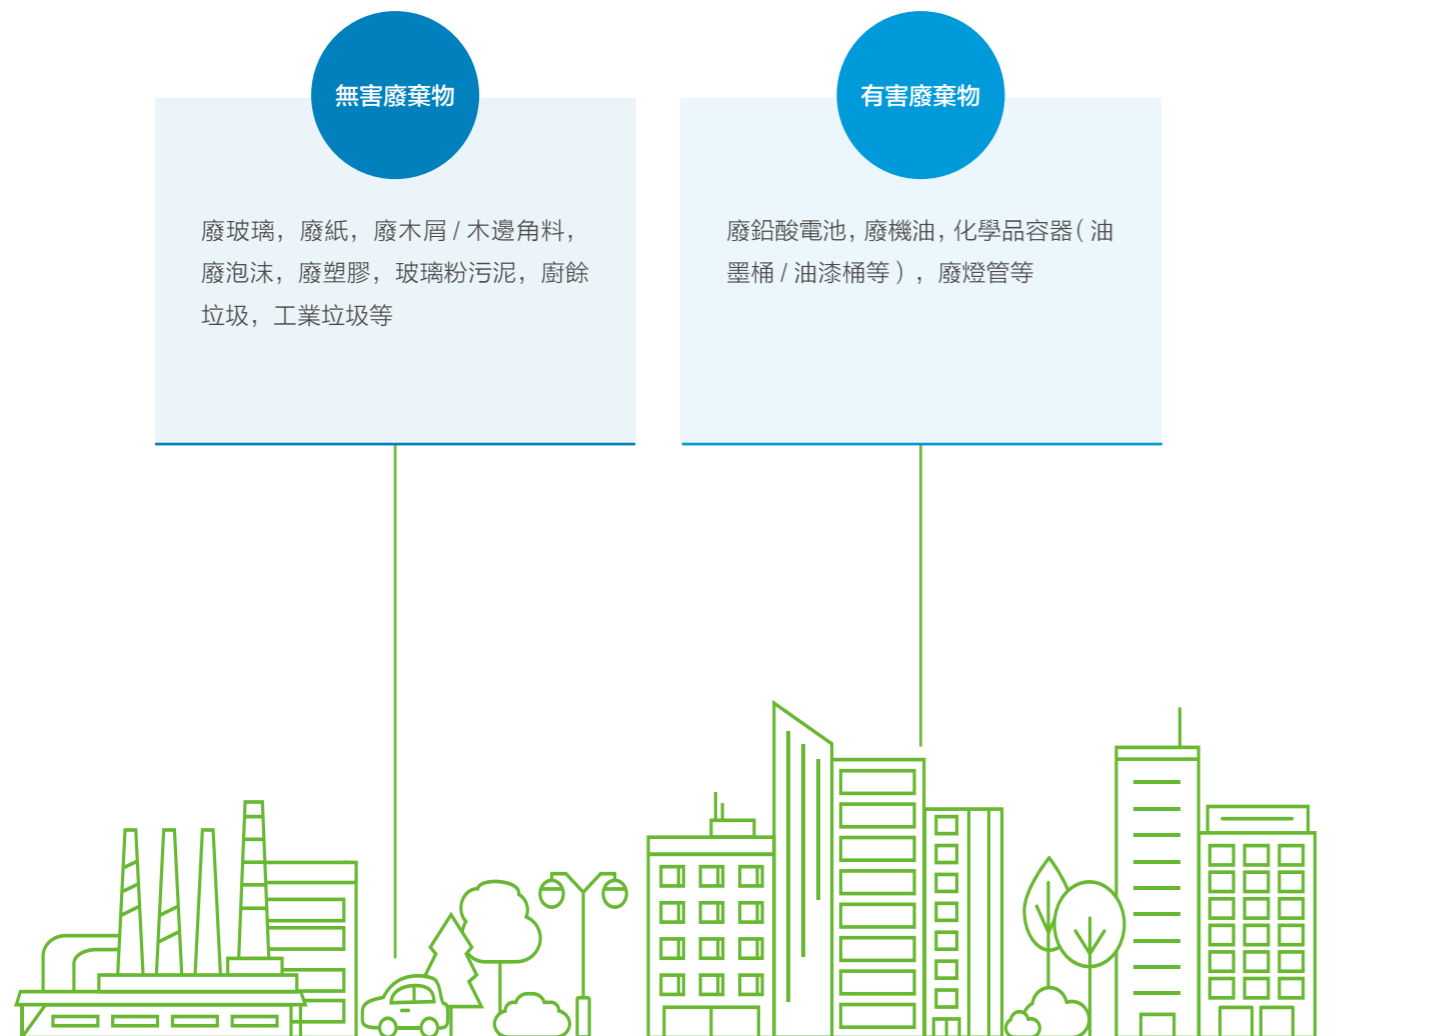 無害廢棄物
廢玻璃，廢紙，廢木屑 / 木邊角料，
廢泡沫，廢塑膠，玻璃粉污泥，廚餘
垃圾，工業垃圾等
有害廢棄物
廢鉛酸電池，廢機油，化學品容器（油
墨桶 / 油漆桶等），廢燈管等